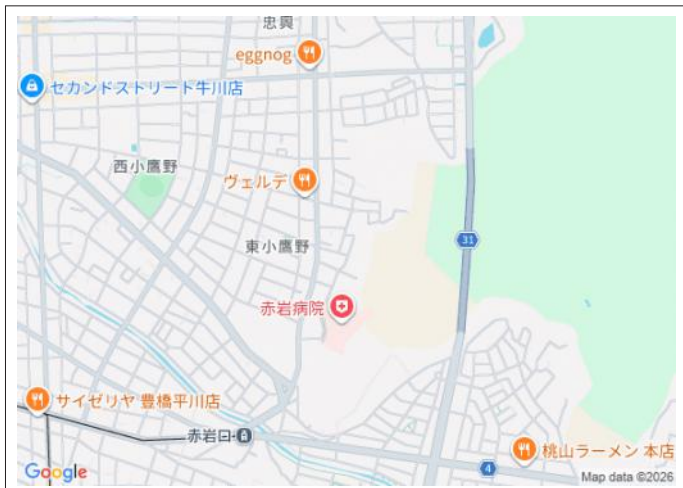 忠興
eggnog
セカンドストリート牛川店
西小鷹野
ヴェルデ
東小鷹野
31
赤岩病院
サイゼリヤ 豊橋平川店
赤岩口
4
桃山ラーメン 本店
Google
Map data ©2026